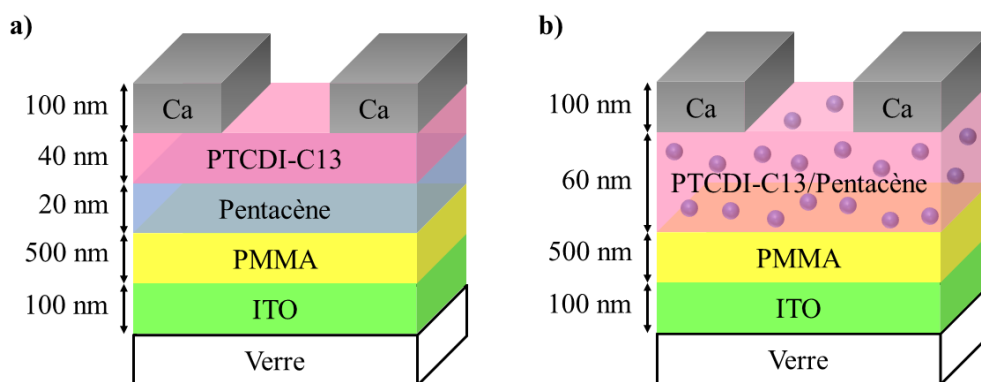 a)
100 nm
Ca
Ca
40 nm
PTCDI-C13
20 nm
Pentacène
500 nm
PMMA
100 nm
ITO
Verre
b)
100 nm
Ca
Ca
60 nm
PTCDI-C13/Pentacène
500 nm
PMMA
100 nm
ITO
Verre